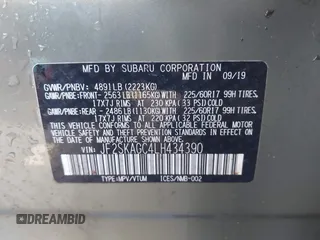 MFD. BY SUBARU CORPORATION 09/19
GVWR/PNBV: 4891LB (2223KG)
GAWR/PNBE:FRONT- 2563LB(1165KG)WITH 225/60R17 99H TIRES,
17X7J RIMS AT 230 KPA(33 PSI)COLD
GAWR/PNBE:REAR - 2486LB(1130KG)WITH 225/60R17 99H TIRES,
17X7J RIMS AT 220 KPA(32 PSI)COLD
THIS VEHICLE CONFORMS TO ALL APPLICABLE
FEDERAL MOTOR VEHICLE SAFETY AND
THEFT PREVENTION STANDARDS IN EFFECT ON
THE DATE OF MANUFACTURE SHOWN ABOVE.
VIN: JF2SKAGC4LH434390
TYPE:MPV/VTUM ICES/NMB-002